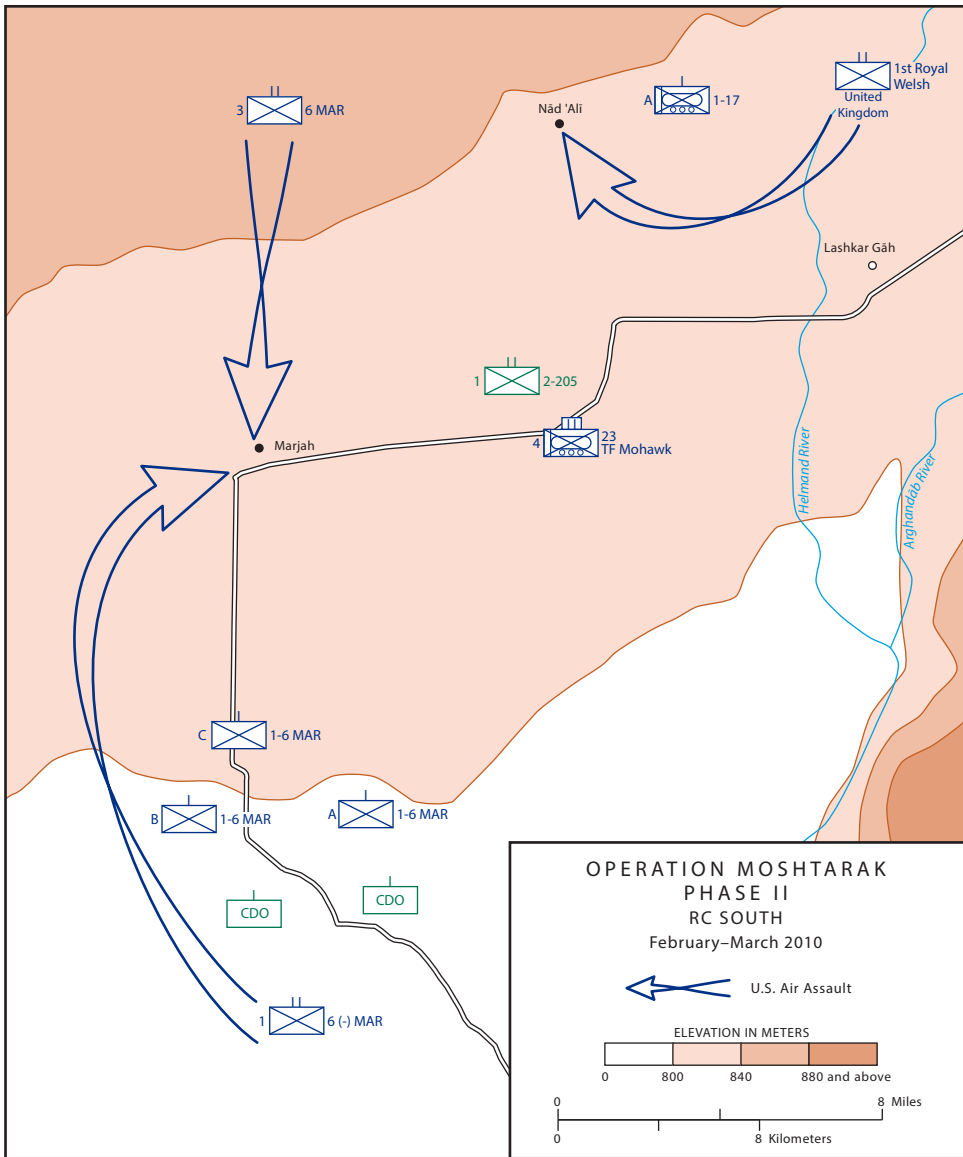 3 6 MAR
A 1-17
1st Royal
Welsh
United
Kingdom
Nād 'Alī
Lashkar Gāh
1 2-205
4 23
TF Mohawk
Marjah
Helmand River
Arghandāb River
C 1-6 MAR
B 1-6 MAR
A 1-6 MAR
CDO
CDO
1 6 (-) MAR
OPERATION MOSHTARAK
PHASE II
RC SOUTH
February–March 2010
U.S. Air Assault
ELEVATION IN METERS
0 800 840 880 and above
0 8 Miles
0 8 Kilometers